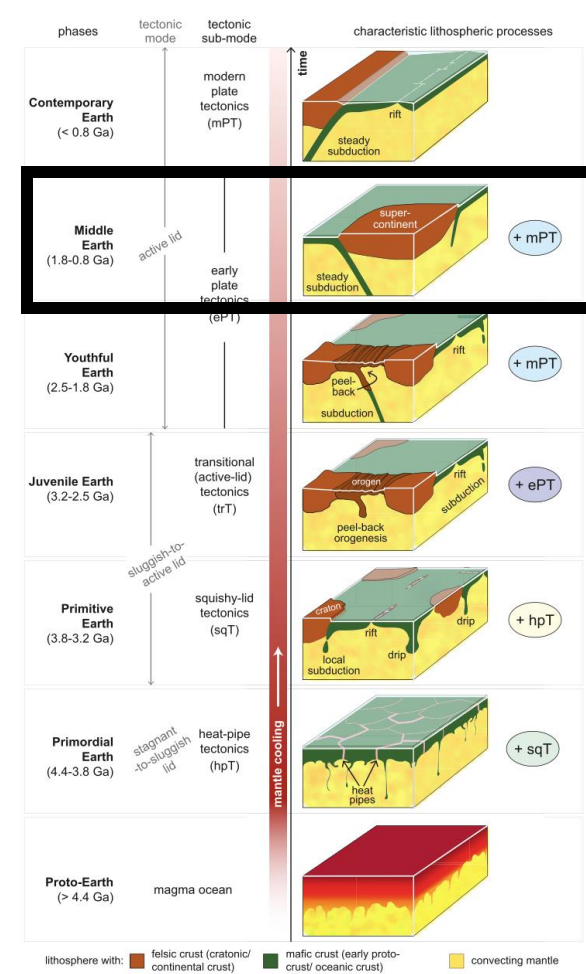 phases
tectonic
mode
tectonic
sub-mode
characteristic lithospheric processes
time
Contemporary
Earth
(< 0.8 Ga)
modern
plate
tectonics
(mPT)
rift
steady
subduction
Middle
Earth
(1.8-0.8 Ga)
active lid
early
plate
tectonics
(ePT)
super-
continent
steady
subduction
+ mPT
Youthful
Earth
(2.5-1.8 Ga)
rift
peel-
back
subduction
+ mPT
Juvenile Earth
(3.2-2.5 Ga)
transitional
(active-lid)
tectonics
(trT)
orogen
rift
subduction
peel-back
orogenesis
+ ePT
sluggish-to-
active lid
Primitive
Earth
(3.8-3.2 Ga)
squishy-lid
tectonics
(sqT)
craton
rift
drip
drip
local
subduction
+ hpT
Primordial
Earth
(4.4-3.8 Ga)
stagnant
-to-sluggish
lid
heat-pipe
tectonics
(hpT)
mantle cooling
heat
pipes
+ sqT
Proto-Earth
(> 4.4 Ga)
magma ocean
lithosphere with:
felsic crust (cratonic/
continental crust)
mafic crust (early proto-
crust/ oceanic crust)
convecting mantle